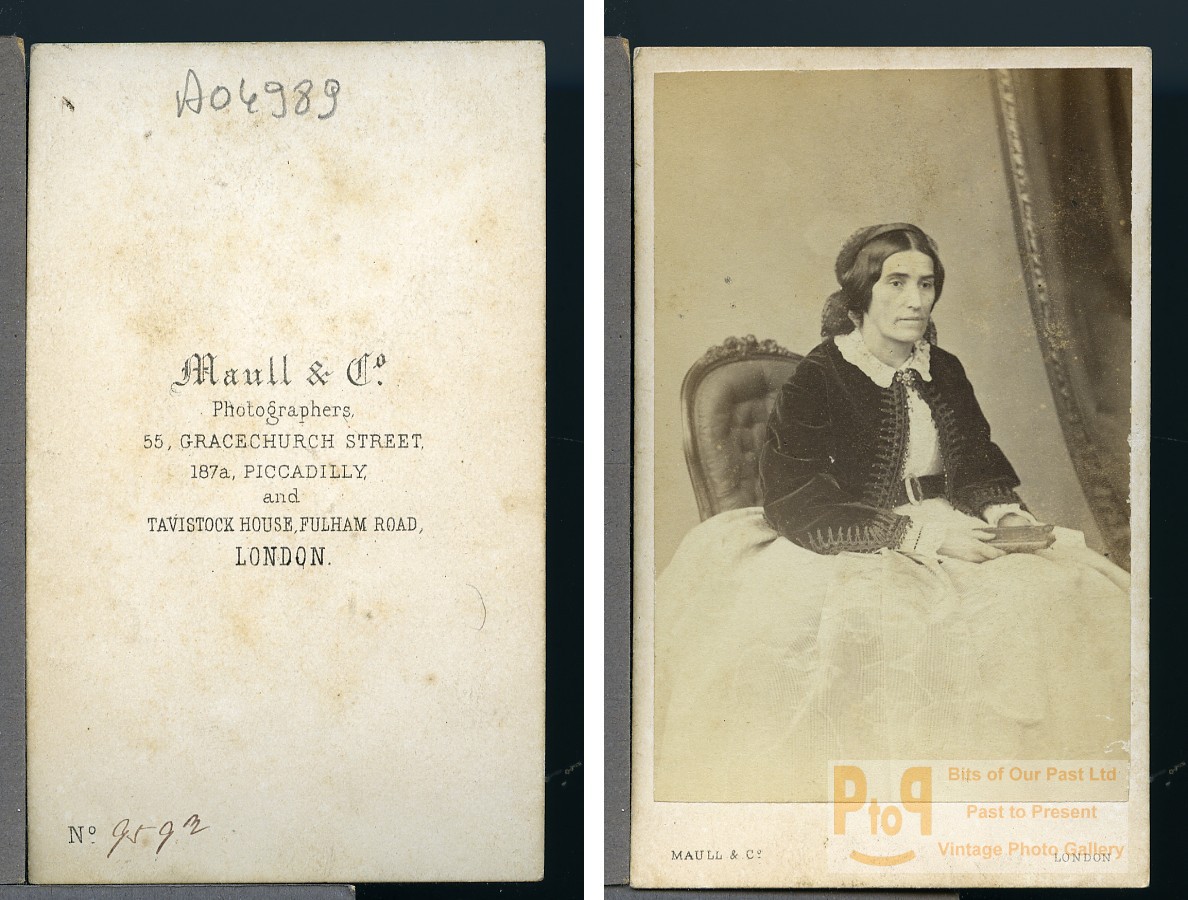 A04989
Maull & Cº.
Photographers,
55, GRACECHURCH STREET,
187a, PICCADILLY,
and
TAVISTOCK HOUSE, FULHAM ROAD,
LONDON.
Nº 9592
MAULL & Cº
LONDON
PtoP
Bits of Our Past Ltd
Past to Present
Vintage Photo Gallery